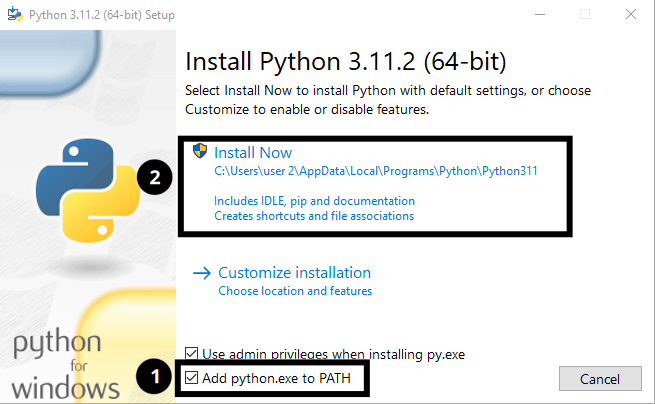 Python 3.11.2 (64-bit) Setup
Install Python 3.11.2 (64-bit)
Select Install Now to install Python with default settings, or choose
Customize to enable or disable features.
2
Install Now
C:\Users\user 2\AppData\Local\Programs\Python\Python311
Includes IDLE, pip and documentation
Creates shortcuts and file associations
Customize installation
Choose location and features
python
for
windows
Use admin privileges when installing py.exe
1
Add python.exe to PATH
Cancel